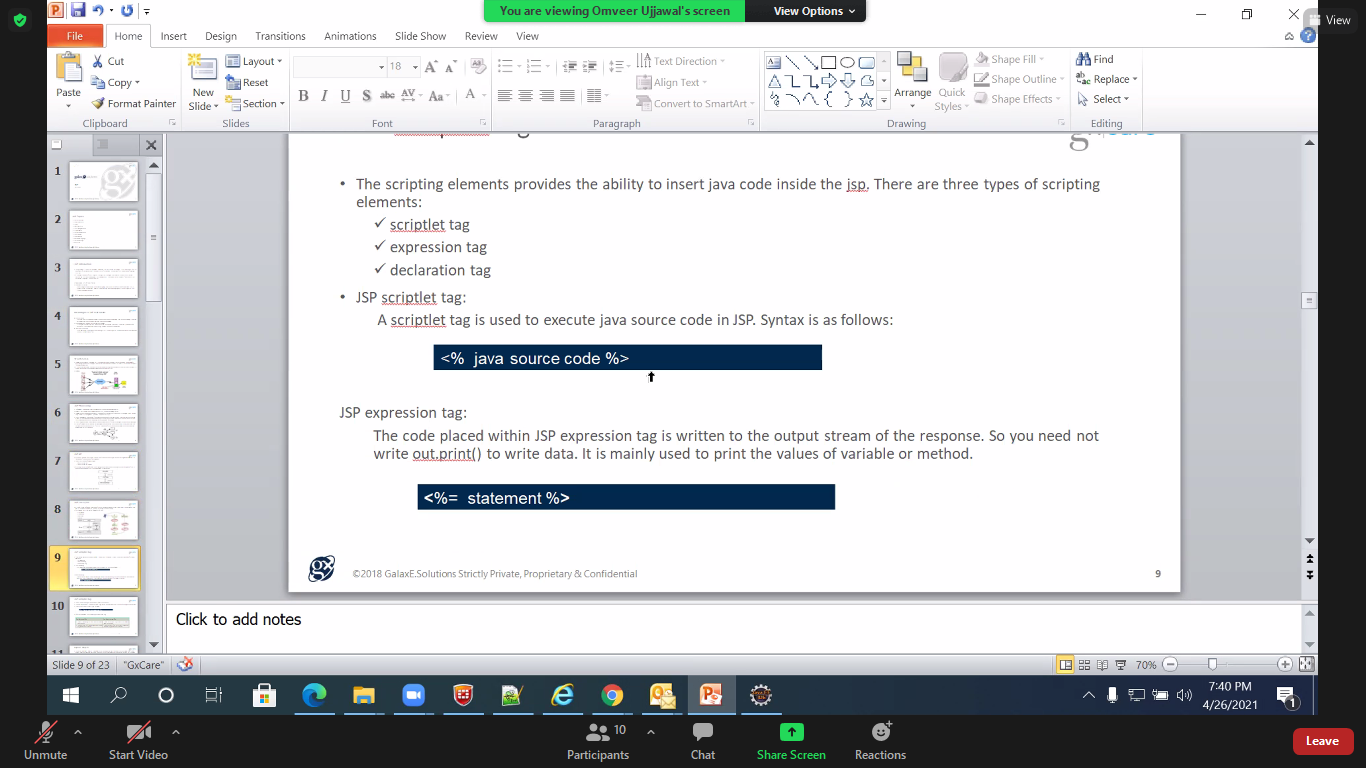 You are viewing Omveer Ujjawal's screen
View Options
View
File
Home
Insert
Design
Transitions
Animations
Slide Show
Review
View
Paste
Cut
Copy
Format Painter
Clipboard
New
Slide
Layout
Reset
Section
Slides
18
B I U S abc AV Aa A
Font
Text Direction
Align Text
Convert to SmartArt
Paragraph
Arrange
Quick
Styles
Drawing
Shape Fill
Shape Outline
Shape Effects
Find
Replace
Select
Editing
1
2
3
4
5
6
7
8
9
10
• The scripting elements provides the ability to insert java code inside the jsp. There are three types of scripting
elements:
✓ scriptlet tag
✓ expression tag
✓ declaration tag
• JSP scriptlet tag:
A scriptlet tag is used to execute java source code in JSP. Syntax is as follows:
<% java source code %>
JSP expression tag:
The code placed within JSP expression tag is written to the output stream of the response. So you need not
write out.print() to write data. It is mainly used to print the values of variable or method.
<%= statement %>
gx
©2018 GalaxE.Solutions Strictly Private, Proprietary & Confidential
9
Click to add notes
Slide 9 of 23
"GxCare"
70%
7:40 PM
4/26/2021
1
Unmute
Start Video
Participants
10
Chat
Share Screen
Reactions
Leave